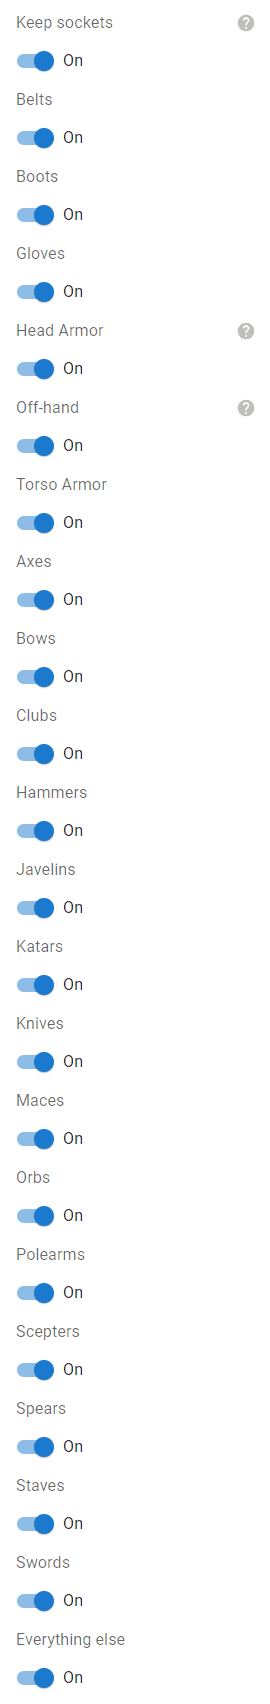 Keep sockets
On
Belts
On
Boots
On
Gloves
On
Head Armor
On
Off-hand
On
Torso Armor
On
Axes
On
Bows
On
Clubs
On
Hammers
On
Javelins
On
Katars
On
Knives
On
Maces
On
Orbs
On
Polearms
On
Scepters
On
Spears
On
Staves
On
Swords
On
Everything else
On